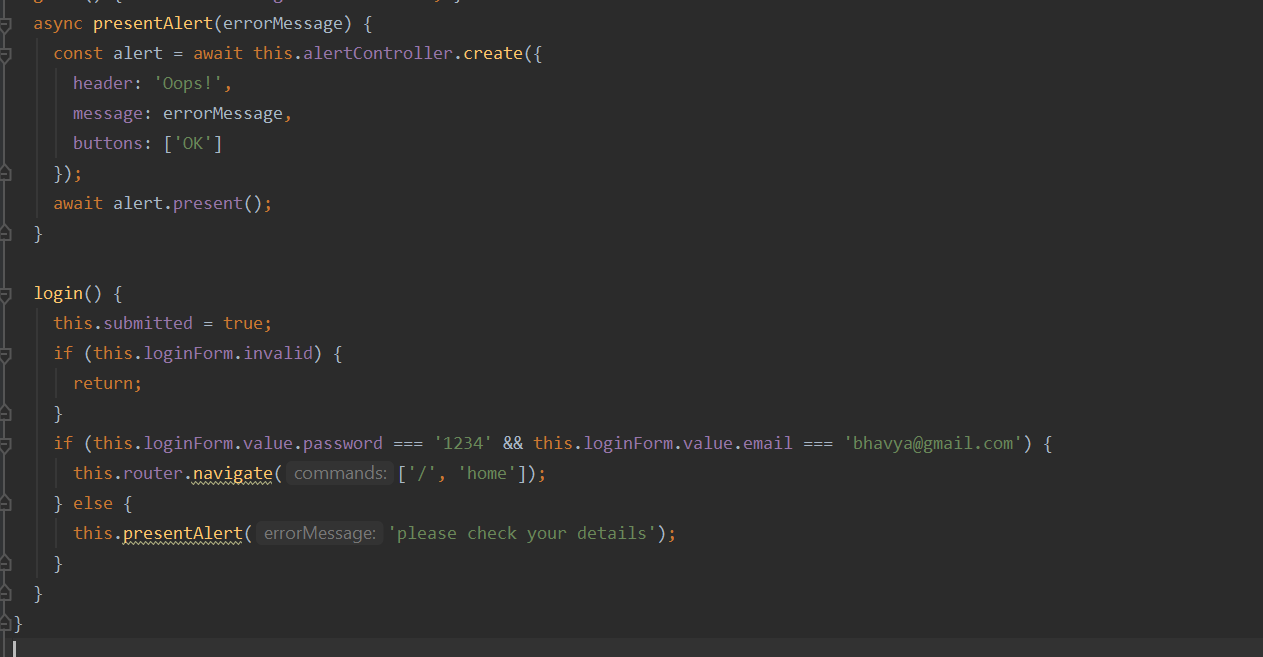 async presentAlert(errorMessage) {
const alert = await this.alertController.create({
header: 'Oops!',
message: errorMessage,
buttons: ['OK']
});
await alert.present();
}
login() {
this.submitted = true;
if (this.loginForm.invalid) {
return;
}
if (this.loginForm.value.password === '1234' && this.loginForm.value.email === 'bhavya@gmail.com') {
this.router.navigate( commands: ['/', 'home']);
} else {
this.presentAlert( errorMessage: 'please check your details');
}
}
}